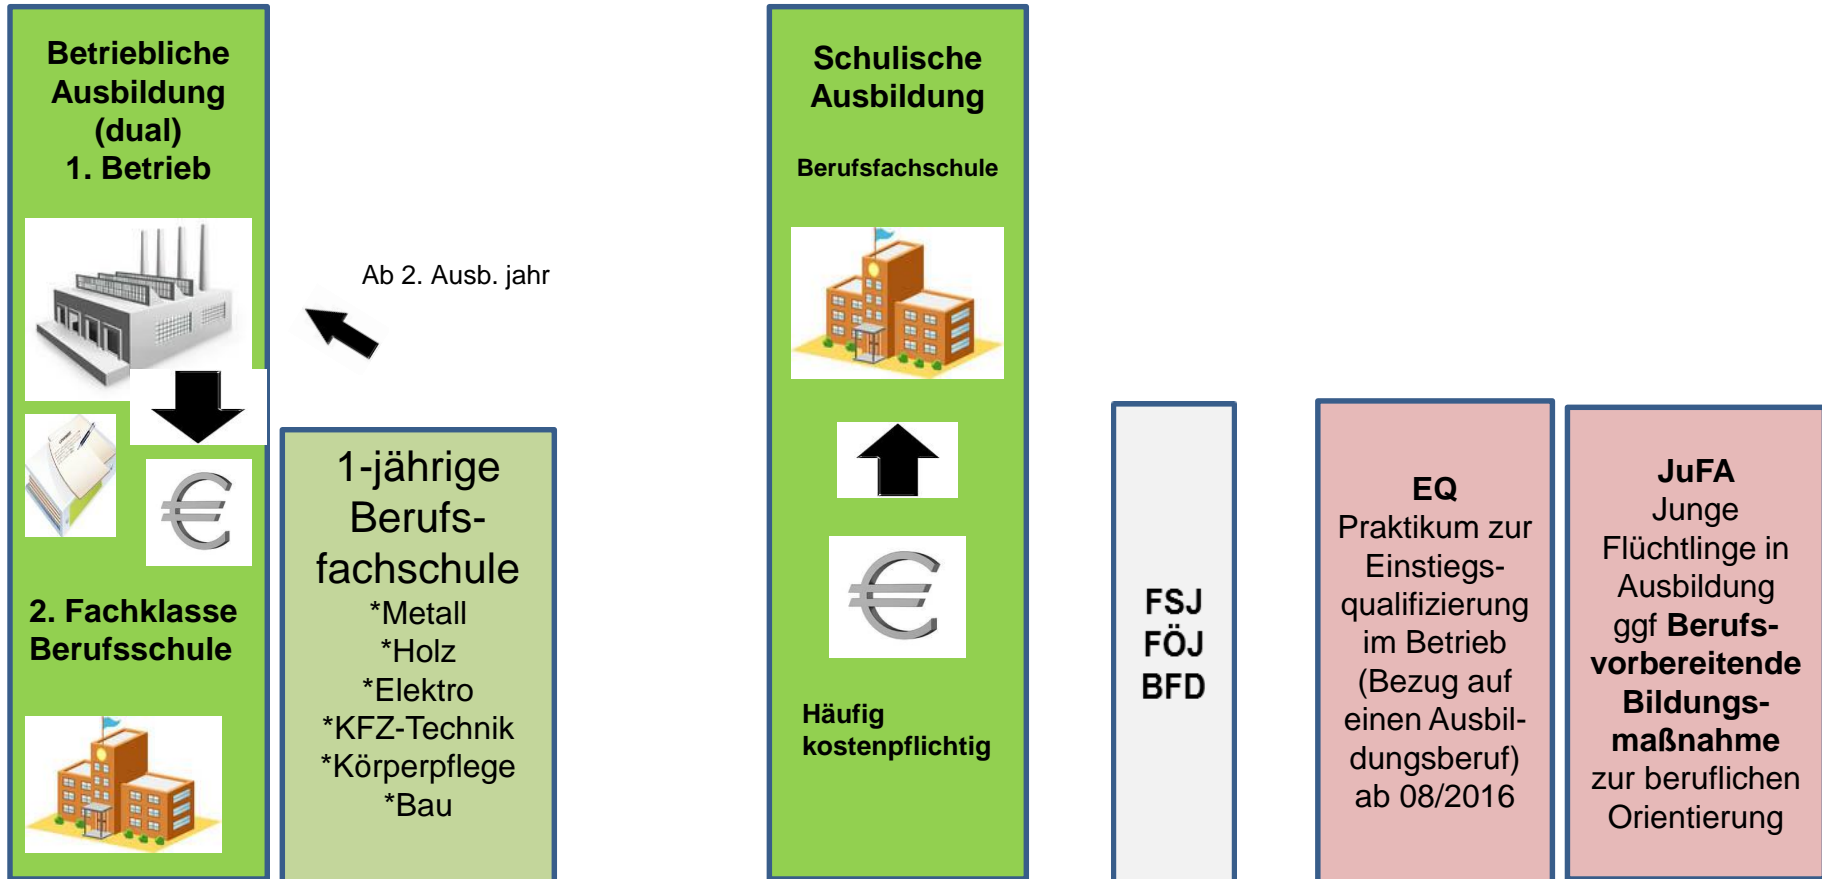 Betriebliche
Ausbildung
(dual)
1. Betrieb
2. Fachklasse
Berufsschule
Ab 2. Ausb. jahr
1-jährige
Berufs-
fachschule
*Metall
*Holz
*Elektro
*KFZ-Technik
*Körperpflege
*Bau
Schulische
Ausbildung
Berufsfachschule
Häufig
kostenpflichtig
FSJ
FÖJ
BFD
EQ
Praktikum zur
Einstiegs-
qualifizierung
im Betrieb
(Bezug auf
einen Ausbil-
dungsberuf)
ab 08/2016
JuFA
Junge
Flüchtlinge in
Ausbildung
ggf Berufs-
vorbereitende
Bildungs-
maßnahme
zur beruflichen
Orientierung